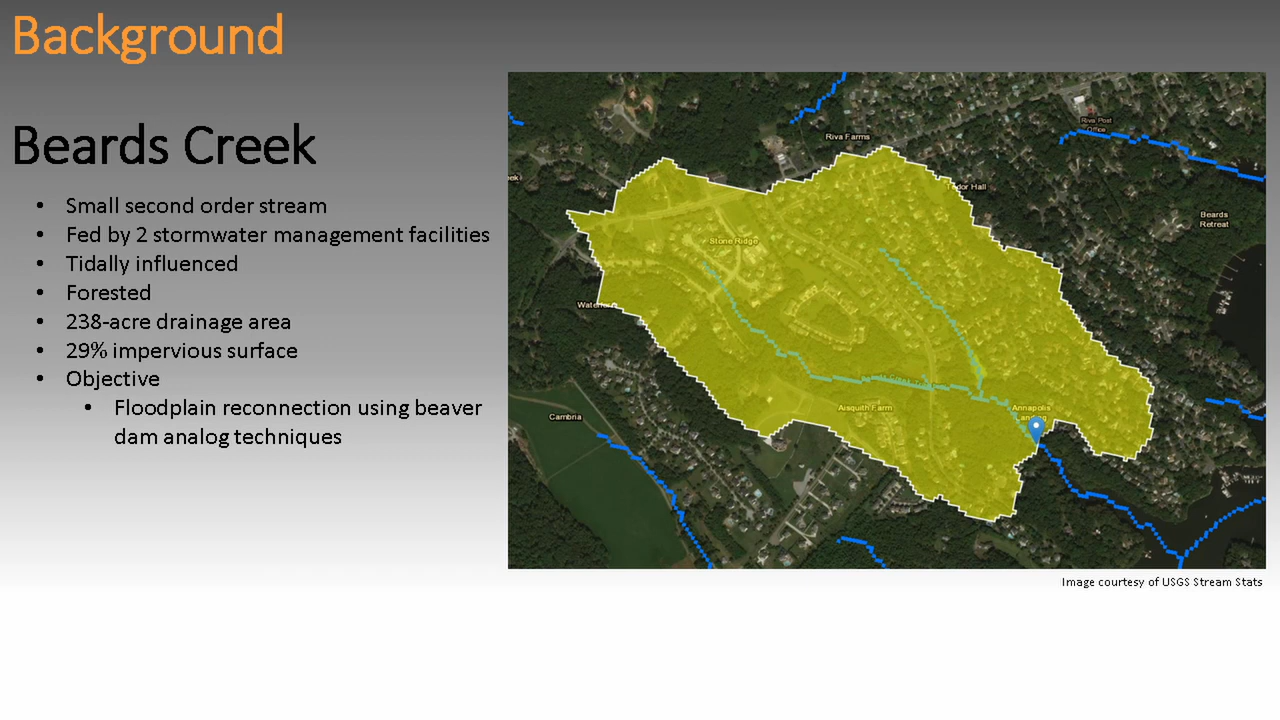 Background
Beards Creek
• Small second order stream
• Fed by 2 stormwater management facilities
• Tidally influenced
• Forested
• 238-acre drainage area
• 29% impervious surface
• Objective
• Floodplain reconnection using beaver
dam analog techniques
Riva Farms
Riva Post
Office
Beards
Retreat
Stone Ridge
Cambria
Aisquith Farm
Annapolis
Image courtesy of USGS Stream Stats